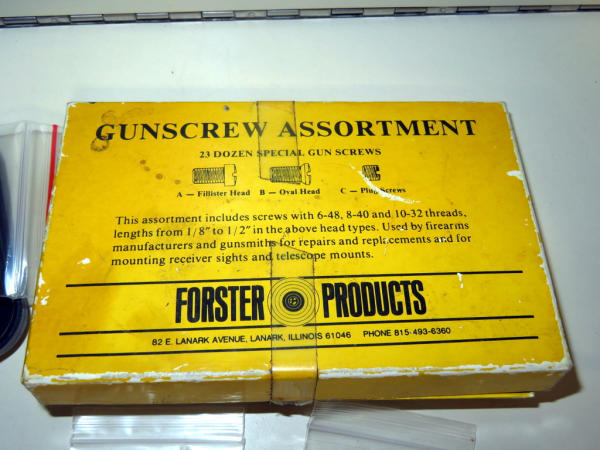 GUNSCREW ASSORTMENT
23 DOZEN SPECIAL GUN SCREWS
A — Fillister Head B — Oval Head C — Plug Screws
This assortment includes screws with 6-48, 8-40 and 10-32 threads,
lengths from 1/8" to 1/2" in the above head types. Used by firearms
manufacturers and gunsmiths for repairs and replacements and for
mounting receiver sights and telescope mounts.
FORSTER PRODUCTS
82 E. LANARK AVENUE, LANARK, ILLINOIS 61046 PHONE 815-493-6360